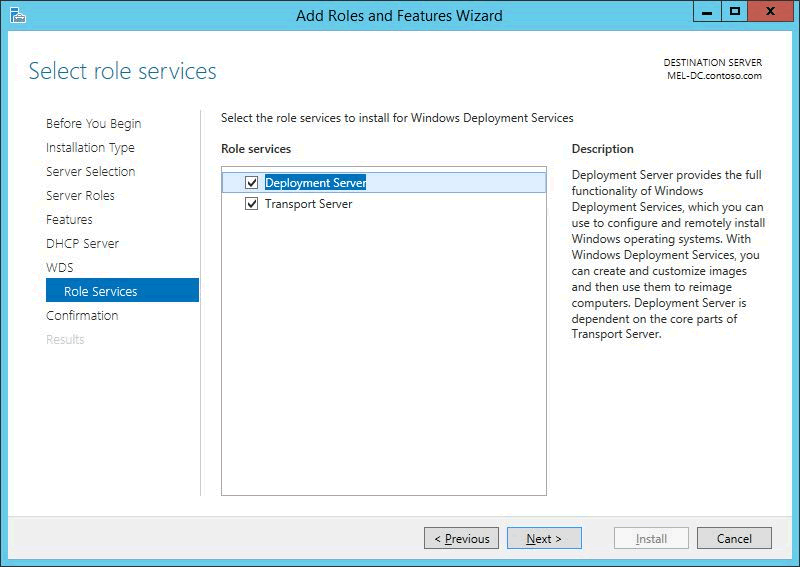 Add Roles and Features Wizard
Select role services
DESTINATION SERVER
MEL-DC.contoso.com
Before You Begin
Installation Type
Server Selection
Server Roles
Features
DHCP Server
WDS
Role Services
Confirmation
Results
Select the role services to install for Windows Deployment Services
Role services
Deployment Server
Transport Server
Description
Deployment Server provides the full
functionality of Windows
Deployment Services, which you can
use to configure and remotely install
Windows operating systems. With
Windows Deployment Services, you
can create and customize images
and then use them to reimage
computers. Deployment Server is
dependent on the core parts of
Transport Server.
< Previous
Next >
Install
Cancel